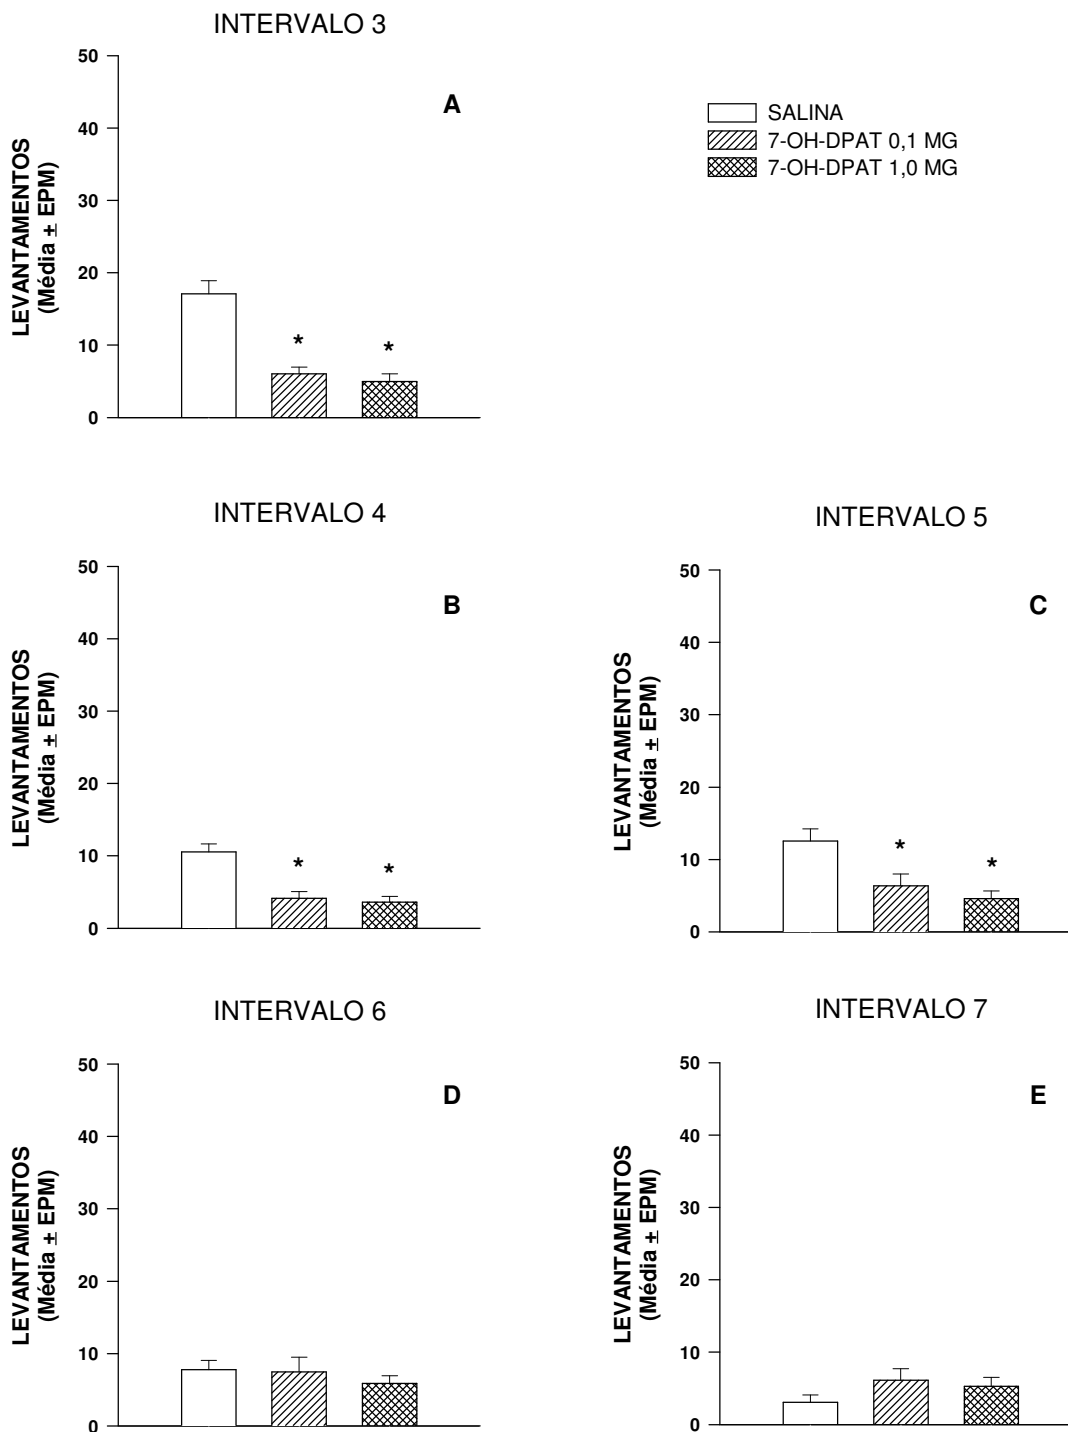 INTERVALO 3
50
40
30
20
10
0
LEVANTAMENTOS
(Média ± EPM)
A
*
*
SALINA
7-OH-DPAT 0,1 MG
7-OH-DPAT 1,0 MG
INTERVALO 4
50
40
30
20
10
0
LEVANTAMENTOS
(Média ± EPM)
B
*
*
INTERVALO 5
50
40
30
20
10
0
LEVANTAMENTOS
(Média ± EPM)
C
*
*
INTERVALO 6
50
40
30
20
10
0
LEVANTAMENTOS
(Média ± EPM)
D
INTERVALO 7
50
40
30
20
10
0
LEVANTAMENTOS
(Média ± EPM)
E